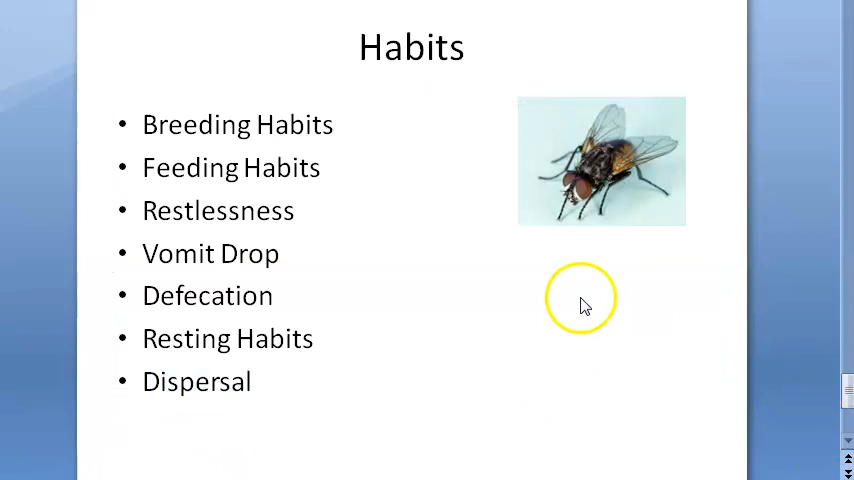 Habits
• Breeding Habits
• Feeding Habits
• Restlessness
• Vomit Drop
• Defecation
• Resting Habits
• Dispersal